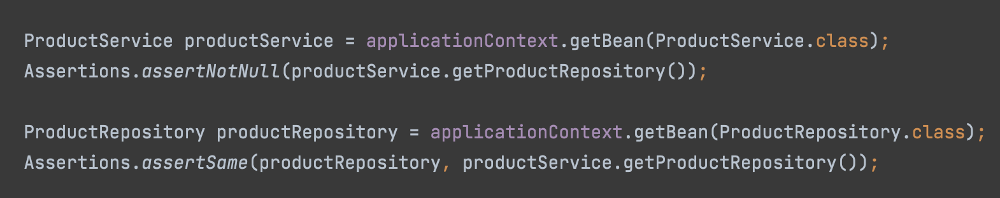 ProductService productService = applicationContext.getBean(ProductService.class);
Assertions.assertNotNull(productService.getProductRepository());
ProductRepository productRepository = applicationContext.getBean(ProductRepository.class);
Assertions.assertSame(productRepository, productService.getProductRepository());